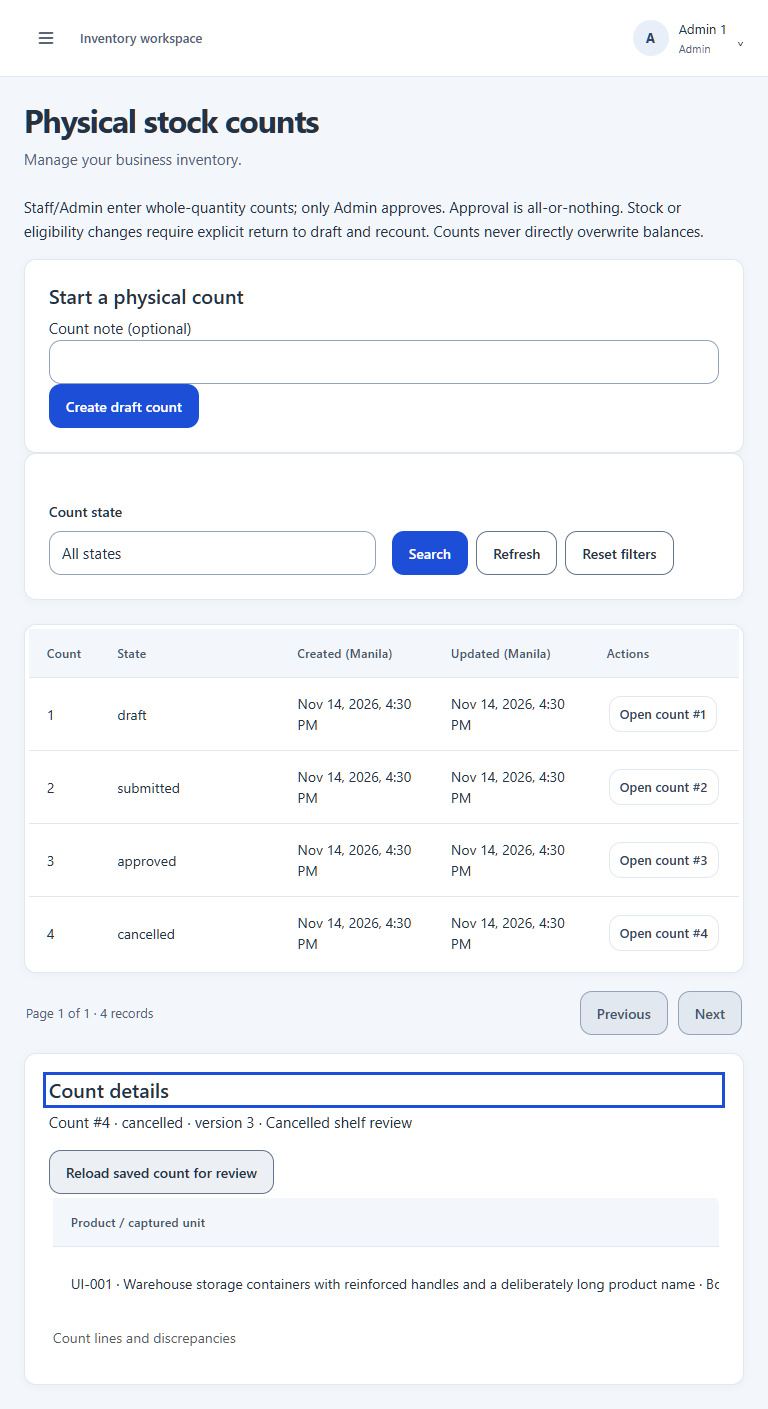 Inventory workspace
A
Admin 1
Admin
Physical stock counts
Manage your business inventory.
Staff/Admin enter whole-quantity counts; only Admin approves. Approval is all-or-nothing. Stock or
eligibility changes require explicit return to draft and recount. Counts never directly overwrite balances.
Start a physical count
Count note (optional)
Create draft count
Count state
All states
Search
Refresh
Reset filters
Count State Created (Manila) Updated (Manila) Actions
1 draft Nov 14, 2026, 4:30 PM Nov 14, 2026, 4:30 PM Open count #1
2 submitted Nov 14, 2026, 4:30 PM Nov 14, 2026, 4:30 PM Open count #2
3 approved Nov 14, 2026, 4:30 PM Nov 14, 2026, 4:30 PM Open count #3
4 cancelled Nov 14, 2026, 4:30 PM Nov 14, 2026, 4:30 PM Open count #4
Page 1 of 1 · 4 records
Previous
Next
Count details
Count #4 · cancelled · version 3 · Cancelled shelf review
Reload saved count for review
Product / captured unit
UI-001 · Warehouse storage containers with reinforced handles and a deliberately long product name ·
Count lines and discrepancies